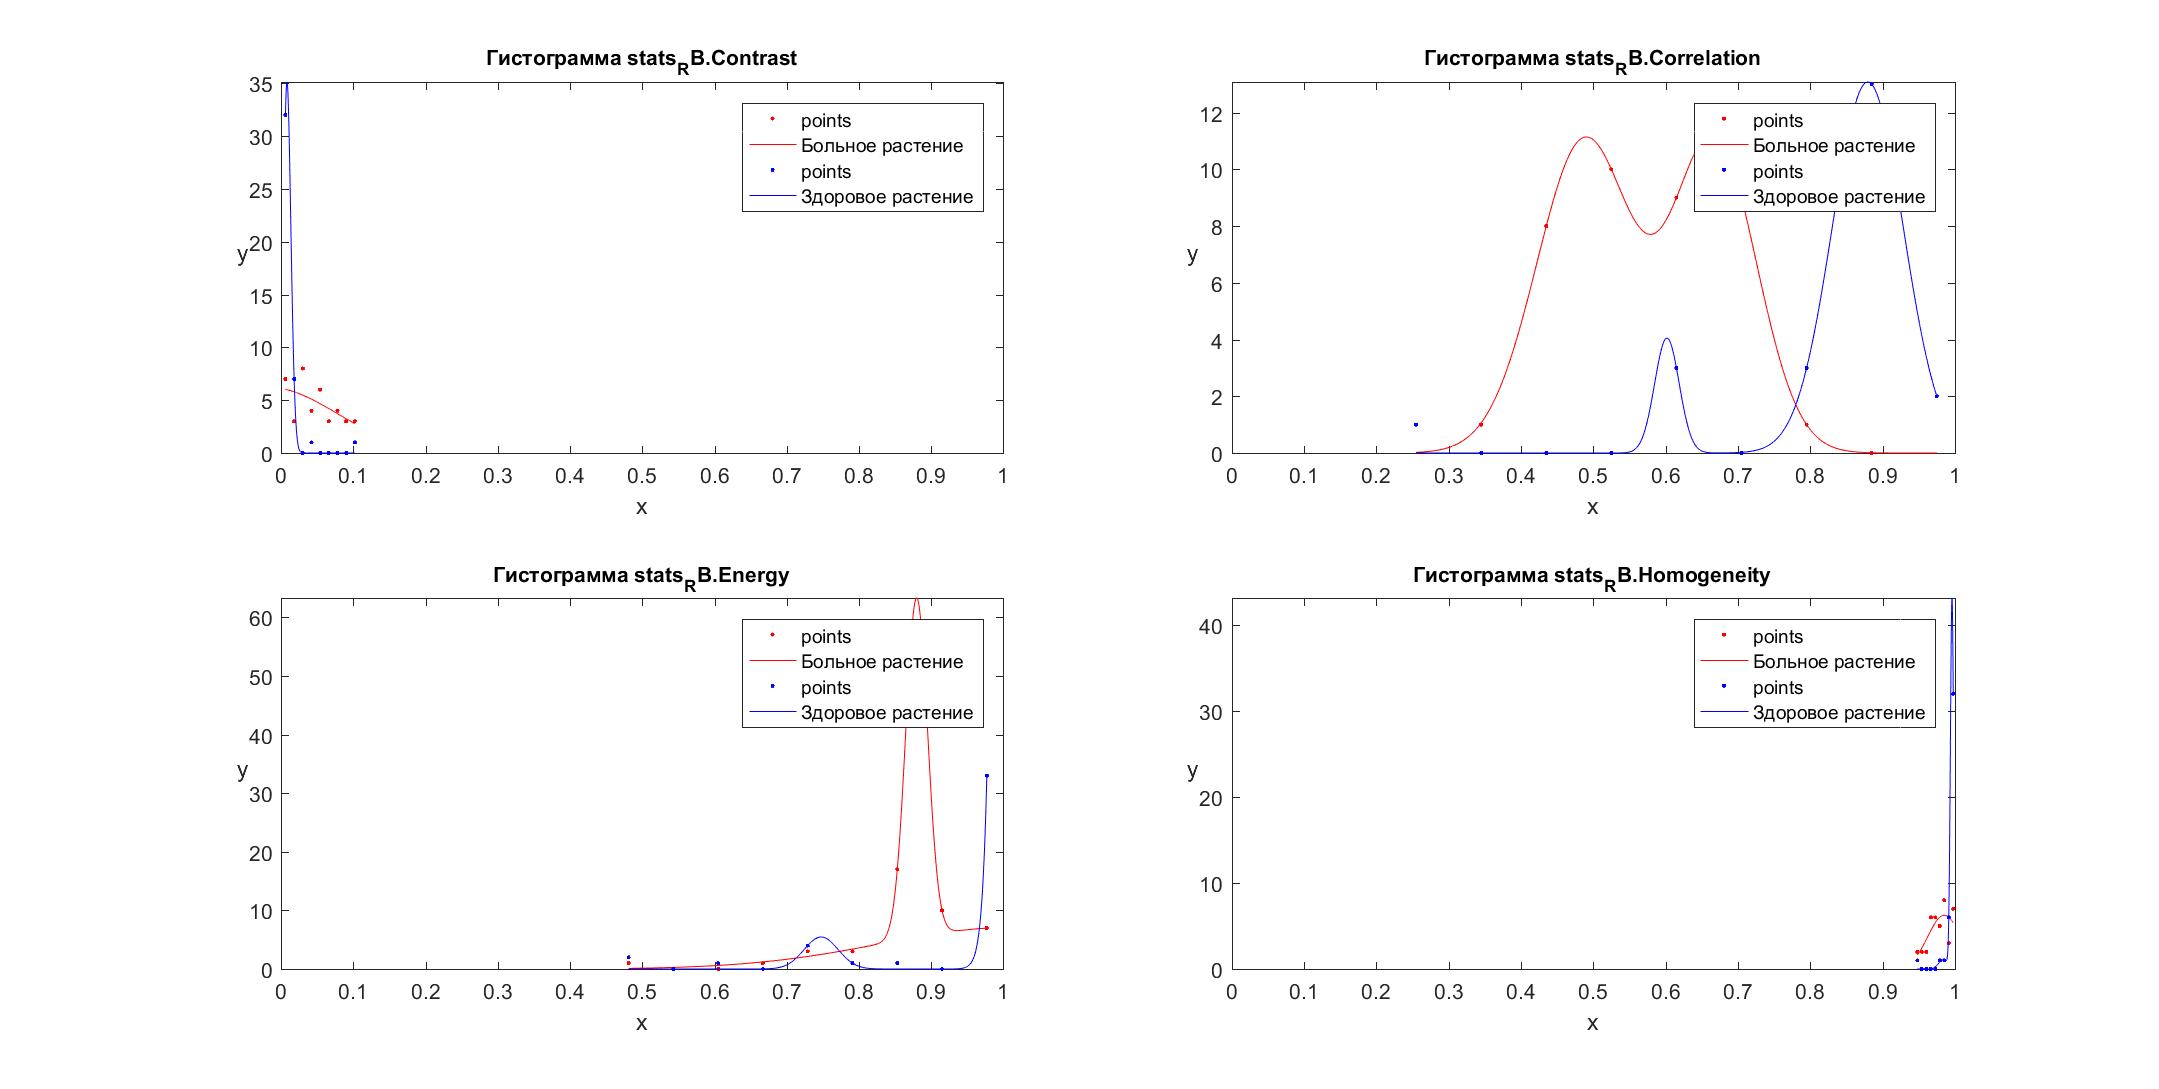 Гистограмма stats_RB.Contrast
35
30
25
20
15
10
5
0
y
0 0.1 0.2 0.3 0.4 0.5 0.6 0.7 0.8 0.9 1
x
points
Больное растение
points
Здоровое растение
Гистограмма stats_RB.Correlation
12
10
8
6
4
2
0
y
0 0.1 0.2 0.3 0.4 0.5 0.6 0.7 0.8 0.9 1
x
points
Больное растение
points
Здоровое растение
Гистограмма stats_RB.Energy
60
50
40
30
20
10
0
y
0 0.1 0.2 0.3 0.4 0.5 0.6 0.7 0.8 0.9 1
x
points
Больное растение
points
Здоровое растение
Гистограмма stats_RB.Homogeneity
40
30
20
10
0
y
0 0.1 0.2 0.3 0.4 0.5 0.6 0.7 0.8 0.9 1
x
points
Больное растение
points
Здоровое растение